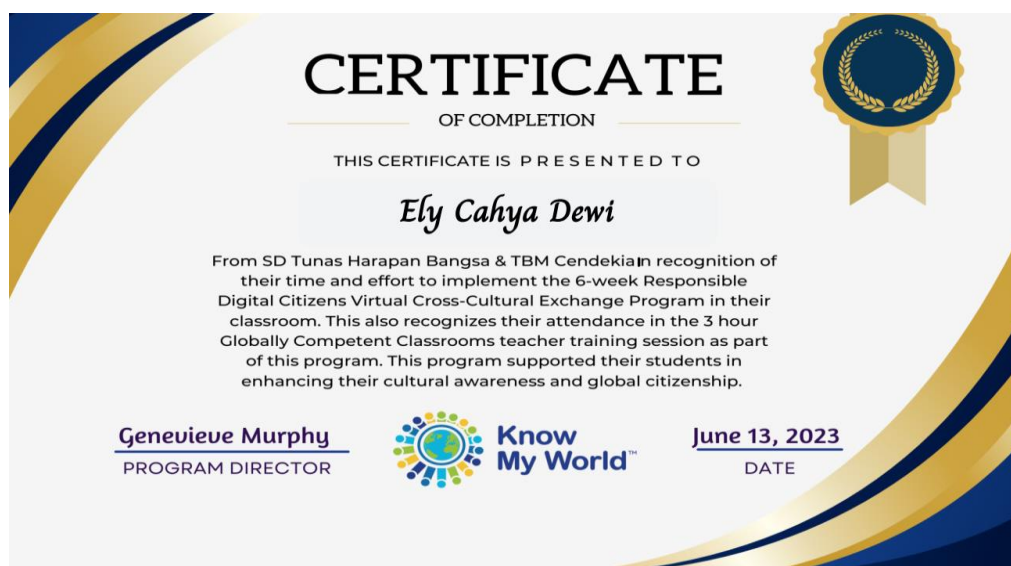 CERTIFICATE
OF COMPLETION
THIS CERTIFICATE IS PRESENTED TO
Ely Cahya Dewi
From SD Tunas Harapan Bangsa & TBM Cendekia in recognition of
their time and effort to implement the 6-week Responsible
Digital Citizens Virtual Cross-Cultural Exchange Program in their
classroom. This also recognizes their attendance in the 3 hour
Globally Competent Classrooms teacher training session as part
of this program. This program supported their students in
enhancing their cultural awareness and global citizenship.
Genevieve Murphy
PROGRAM DIRECTOR
Know
My World™
June 13, 2023
DATE